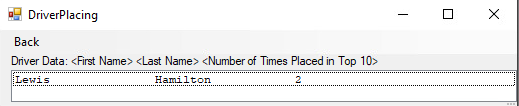 DriverPlacing
Back
Driver Data: <First Name> <Last Name> <Number of Times Placed in Top 10>
Lewis Hamilton 2